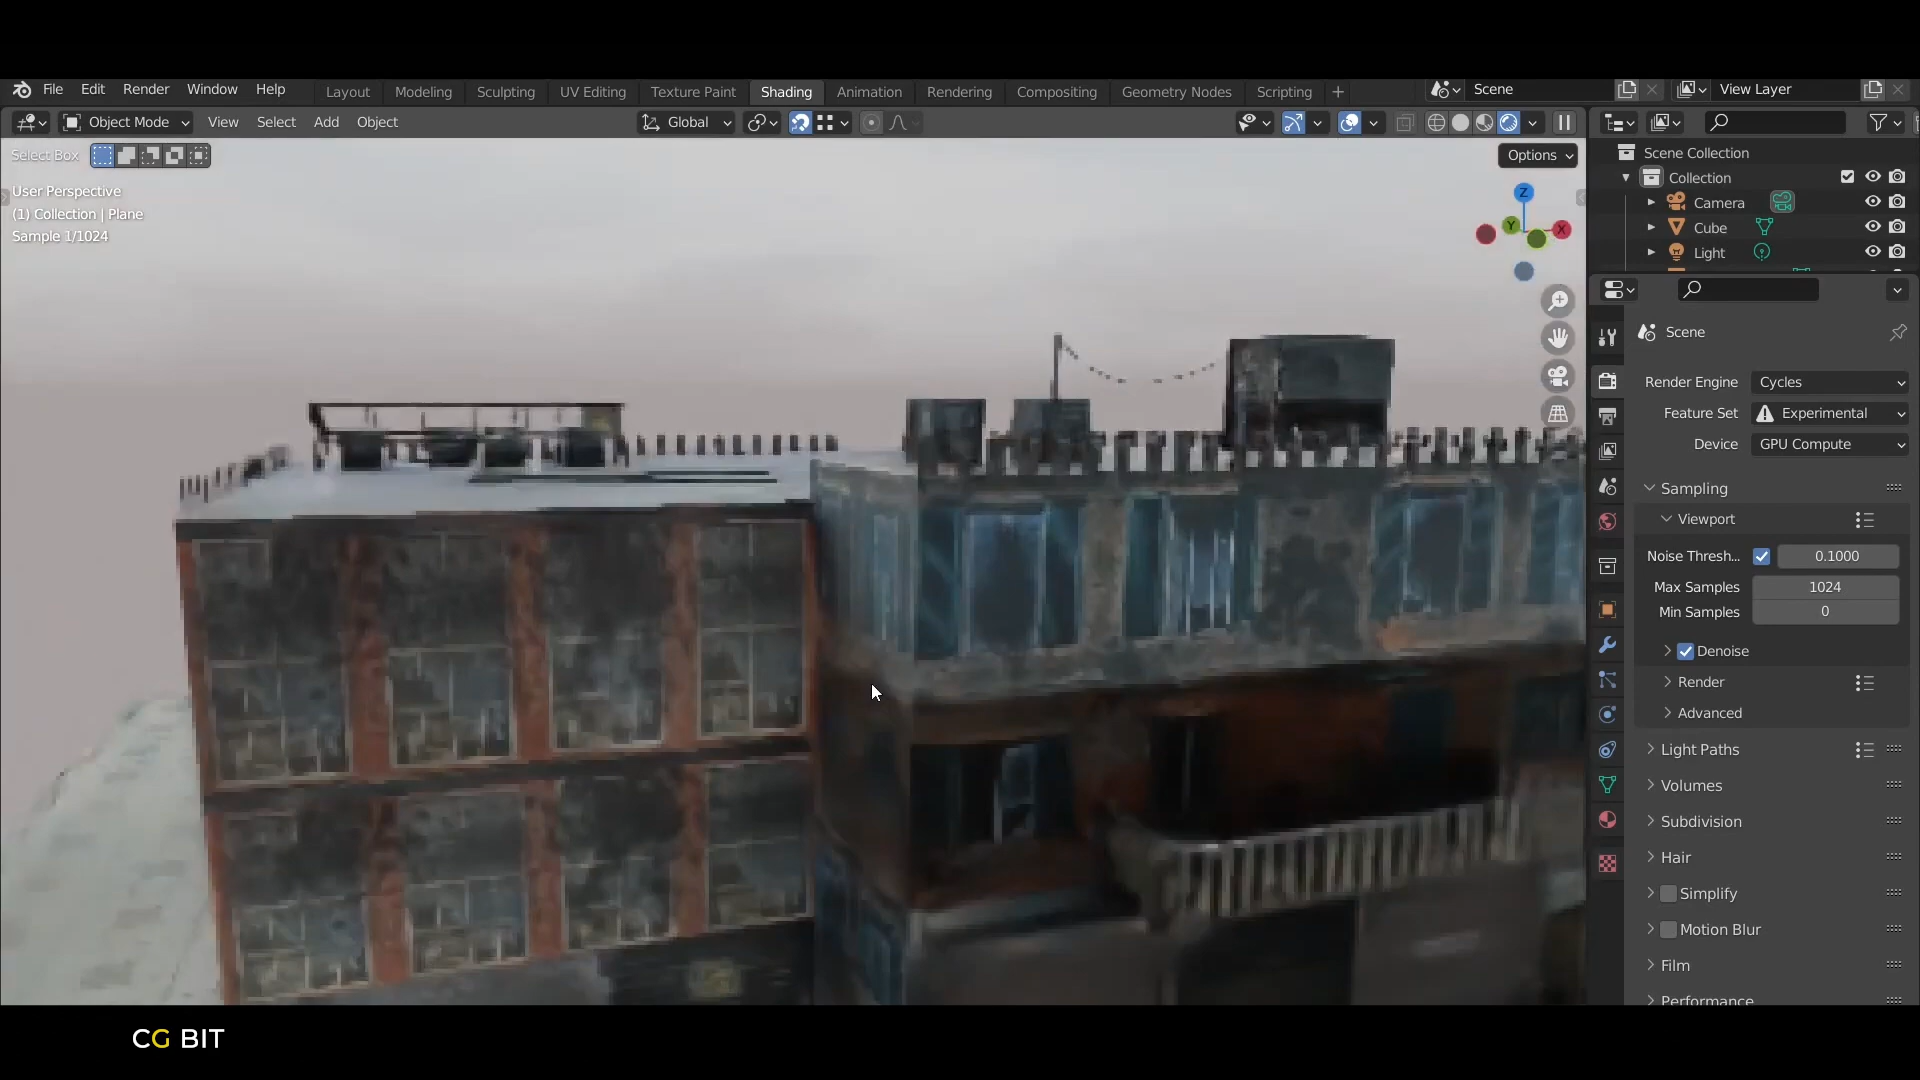 File Edit Render Window Help Layout Modeling Sculpting UV Editing Texture Paint Shading Animation Rendering Compositing Geometry Nodes Scripting + Scene View Layer
Object Mode View Select Add Object Global
Select Box Options
User Perspective
(1) Collection | Plane
Sample 1/1024
Z
Y
X
Scene Collection
Collection
Camera
Cube
Light
Scene
Render Engine Cycles
Feature Set Experimental
Device GPU Compute
Sampling
Viewport
Noise Thresh... 0.1000
Max Samples 1024
Min Samples 0
Denoise
Render
Advanced
Light Paths
Volumes
Subdivision
Hair
Simplify
Motion Blur
Film
Performance
CG BIT